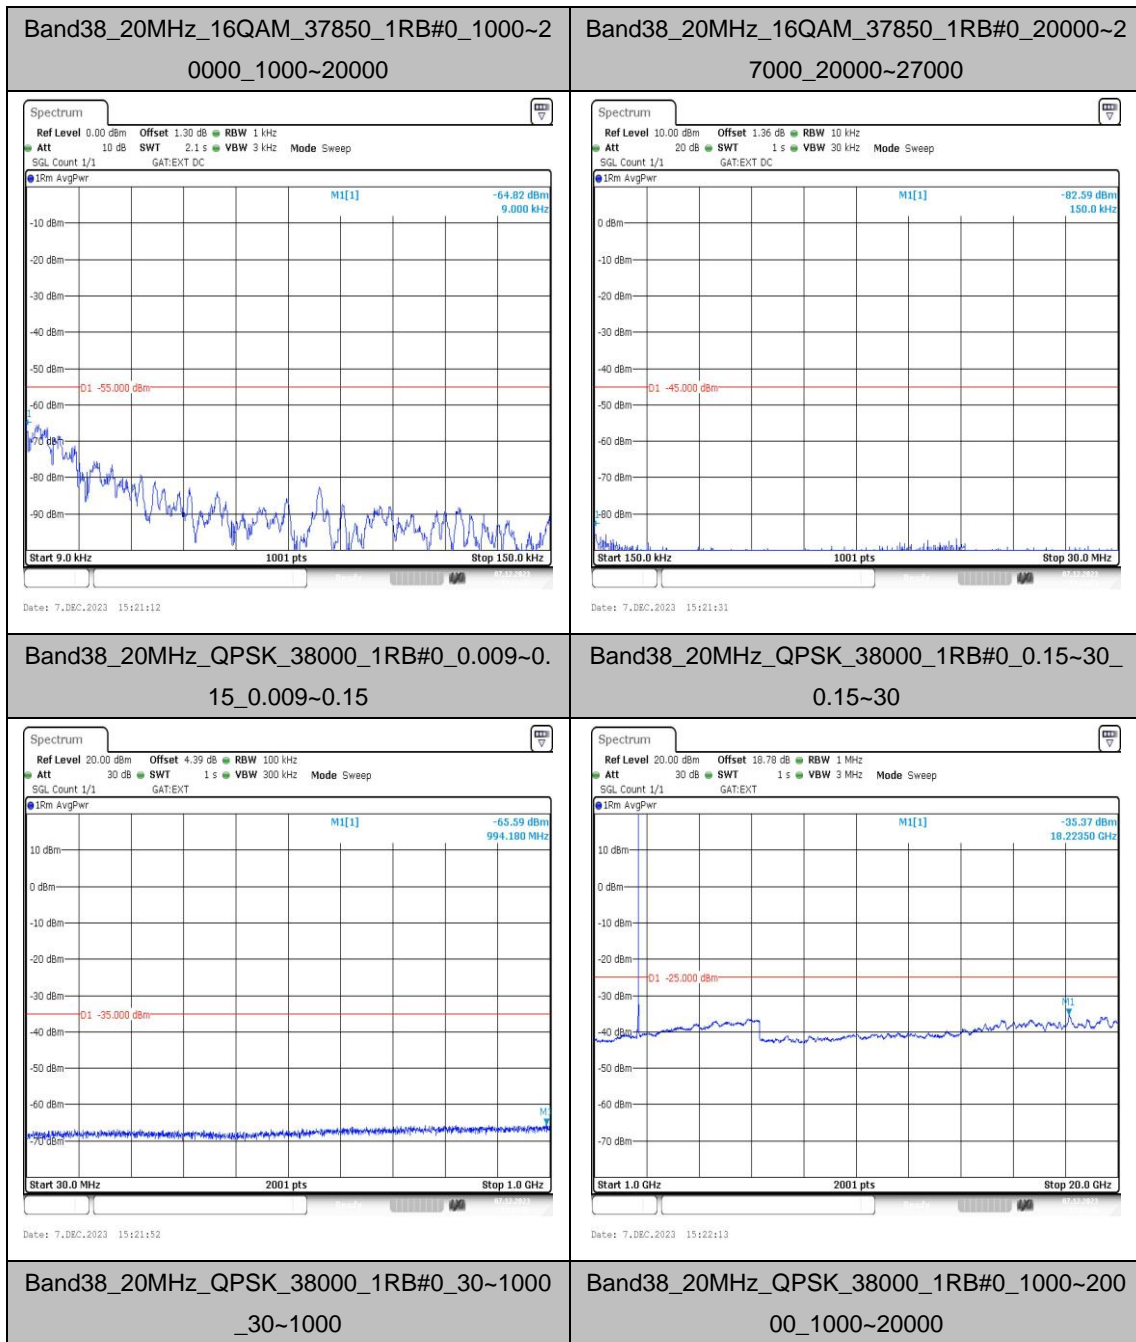 Band38_20MHz_16QAM_37850_1RB#0_1000~2
0000_1000~20000
Band38_20MHz_16QAM_37850_1RB#0_20000~2
7000_20000~27000
Spectrum
Ref Level 0.00 dBm Offset 1.30 dB RBW 1 kHz
Att 10 dB SWT 2.1 s VBW 3 kHz Mode Sweep
SGL Count 1/1 GAT:EXT DC
1Rm AvgPwr
M1[1] -64.82 dBm
9.000 kHz
-10 dBm
-20 dBm
-30 dBm
-40 dBm
-50 dBm
D1 -55.000 dBm
-60 dBm
-70 dBm
-80 dBm
-90 dBm
Start 9.0 kHz 1001 pts Stop 150.0 kHz
Date: 7.DEC.2023 15:21:12
Spectrum
Ref Level 10.00 dBm Offset 1.36 dB RBW 10 kHz
Att 20 dB SWT 1 s VBW 30 kHz Mode Sweep
SGL Count 1/1 GAT:EXT DC
1Rm AvgPwr
M1[1] -82.59 dBm
150.0 kHz
0 dBm
-10 dBm
-20 dBm
-30 dBm
-40 dBm
D1 -45.000 dBm
-50 dBm
-60 dBm
-70 dBm
-80 dBm
Start 150.0 kHz 1001 pts Stop 30.0 MHz
Date: 7.DEC.2023 15:21:31
Band38_20MHz_QPSK_38000_1RB#0_0.009~0.
15_0.009~0.15
Band38_20MHz_QPSK_38000_1RB#0_0.15~30_
0.15~30
Spectrum
Ref Level 20.00 dBm Offset 4.39 dB RBW 100 kHz
Att 30 dB SWT 1 s VBW 300 kHz Mode Sweep
SGL Count 1/1 GAT:EXT
1Rm AvgPwr
M1[1] -65.59 dBm
994.180 MHz
10 dBm
0 dBm
-10 dBm
-20 dBm
-30 dBm
D1 -35.000 dBm
-40 dBm
-50 dBm
-60 dBm
-70 dBm
Start 30.0 MHz 2001 pts Stop 1.0 GHz
Date: 7.DEC.2023 15:21:52
Spectrum
Ref Level 20.00 dBm Offset 18.78 dB RBW 1 MHz
Att 30 dB SWT 1 s VBW 3 MHz Mode Sweep
SGL Count 1/1 GAT:EXT
1Rm AvgPwr
M1[1] -35.37 dBm
18.22350 GHz
10 dBm
0 dBm
-10 dBm
-20 dBm
D1 -25.000 dBm
-30 dBm
M1
-40 dBm
-50 dBm
-60 dBm
-70 dBm
Start 1.0 GHz 2001 pts Stop 20.0 GHz
Date: 7.DEC.2023 15:22:13
Band38_20MHz_QPSK_38000_1RB#0_30~1000
_30~1000
Band38_20MHz_QPSK_38000_1RB#0_1000~200
00_1000~20000